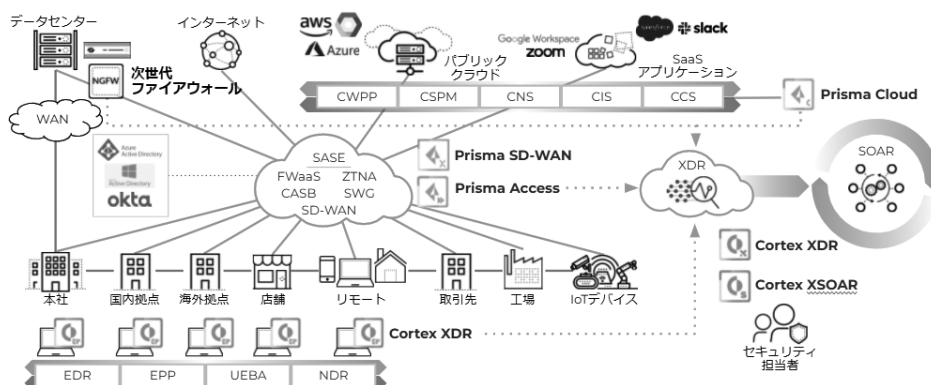 データセンター
インターネット
aws
Azure
パブリック
クラウド
Google Workspace
zoom
slack
SaaS
アプリケーション
NGFW
次世代
ファイアウォール
CWPP
CSPM
CNS
CIS
CCS
Prisma Cloud
C
WAN
Azure
Active Directory
Active Directory
okta
SASE
FWaaS
ZTNA
CASB
SWG
SD-WAN
X
Prisma SD-WAN
Prisma Access
XDR
SOAR
X
Cortex XDR
S
Cortex XSOAR
本社
国内拠点
海外拠点
店舗
リモート
取引先
工場
IoTデバイス
EP
EP
EP
EP
EP
Cortex XDR
セキュリティ
担当者
EDR
EPP
UEBA
NDR